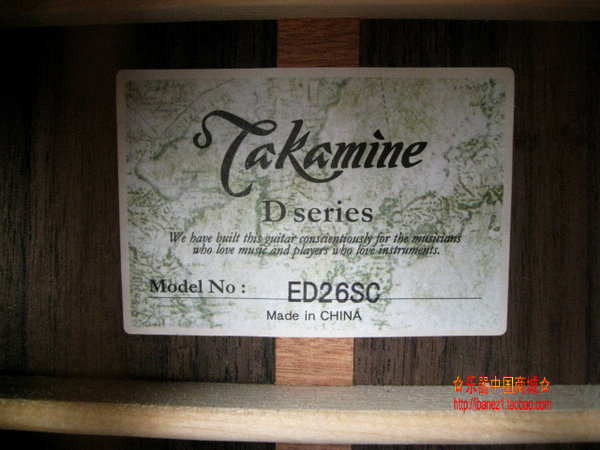 Takamine
D series
We have built this guitar conscientiously for the musicians
who love music and players who love instruments.
Model No : ED26SC
Made in CHINA
☆乐器中国商城☆
http://ibanez1.taobao.com